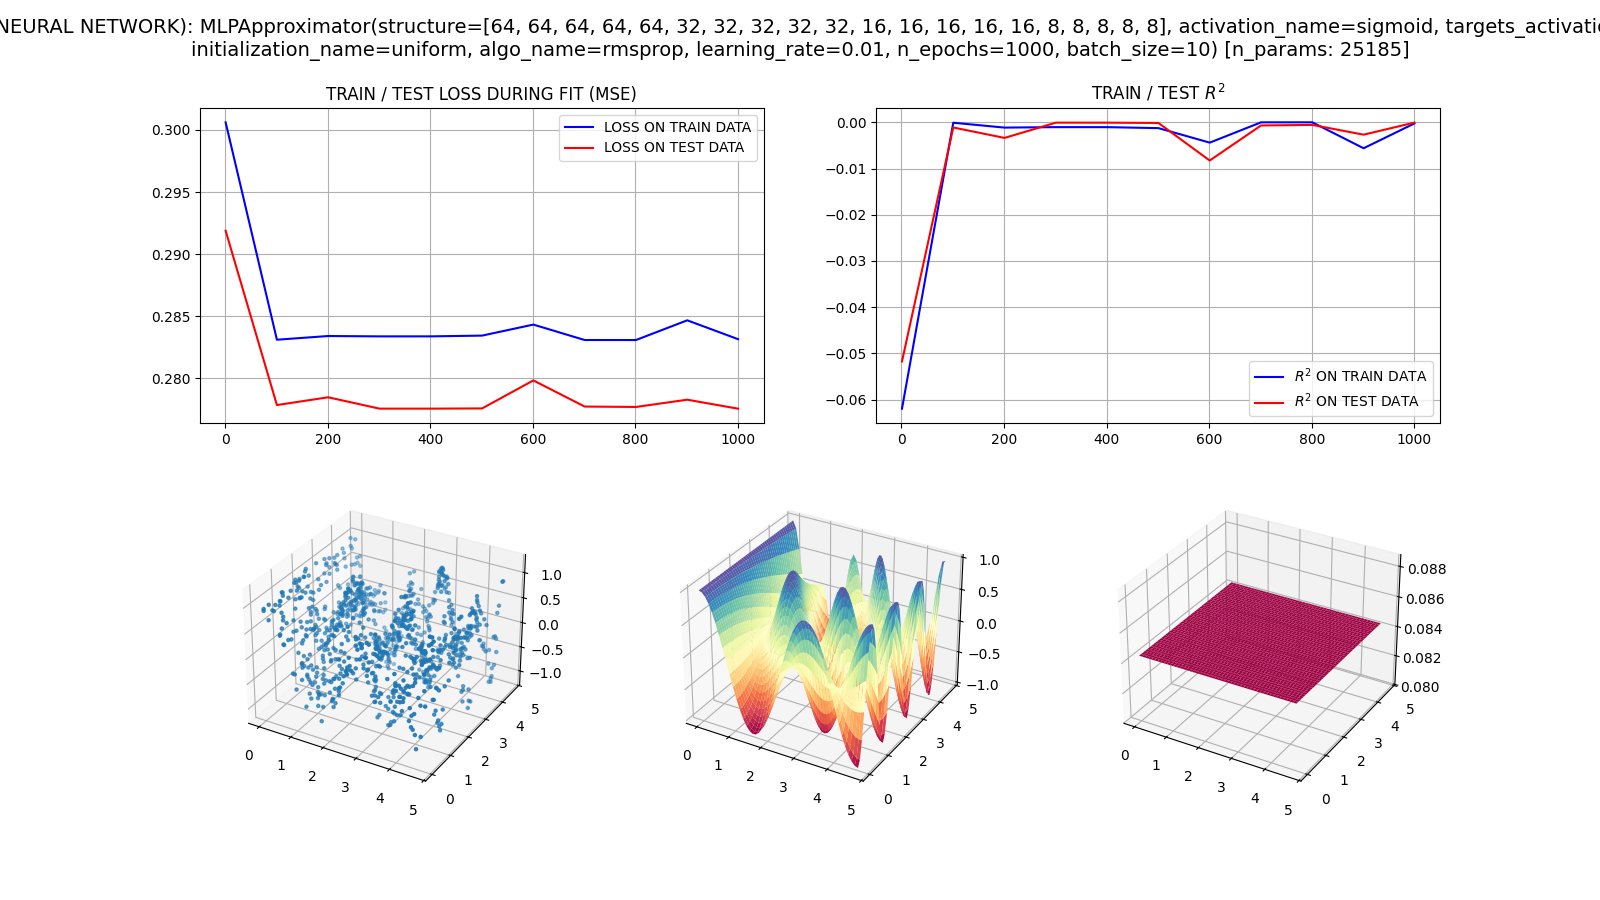 NEURAL NETWORK): MLPApproximator(structure=[64, 64, 64, 64, 64, 32, 32, 32, 32, 32, 16, 16, 16, 16, 16, 8, 8, 8, 8, 8], activation_name=sigmoid,
initialization_name=uniform, algo_name=rmsprop, learning_rate=0.01, n_epochs=1000, batch_size=10) [n_params: 25185]
TRAIN / TEST LOSS DURING FIT (MSE)
0.300
0.295
0.290
0.285
0.280
0 200 400 600 800 1000
LOSS ON TRAIN DATA
LOSS ON TEST DATA
TRAIN / TEST R²
0.00
−0.01
−0.02
−0.03
−0.04
−0.05
−0.06
0 200 400 600 800 1000
R² ON TRAIN DATA
R² ON TEST DATA
1.0
0.5
0.0
−0.5
−1.0
0 1 2 3 4 5
0 1 2 3 4 5
1.0
0.5
0.0
−0.5
−1.0
0 1 2 3 4 5
0 1 2 3 4 5
0.088
0.086
0.084
0.082
0.080
0 1 2 3 4 5
0 1 2 3 4 5